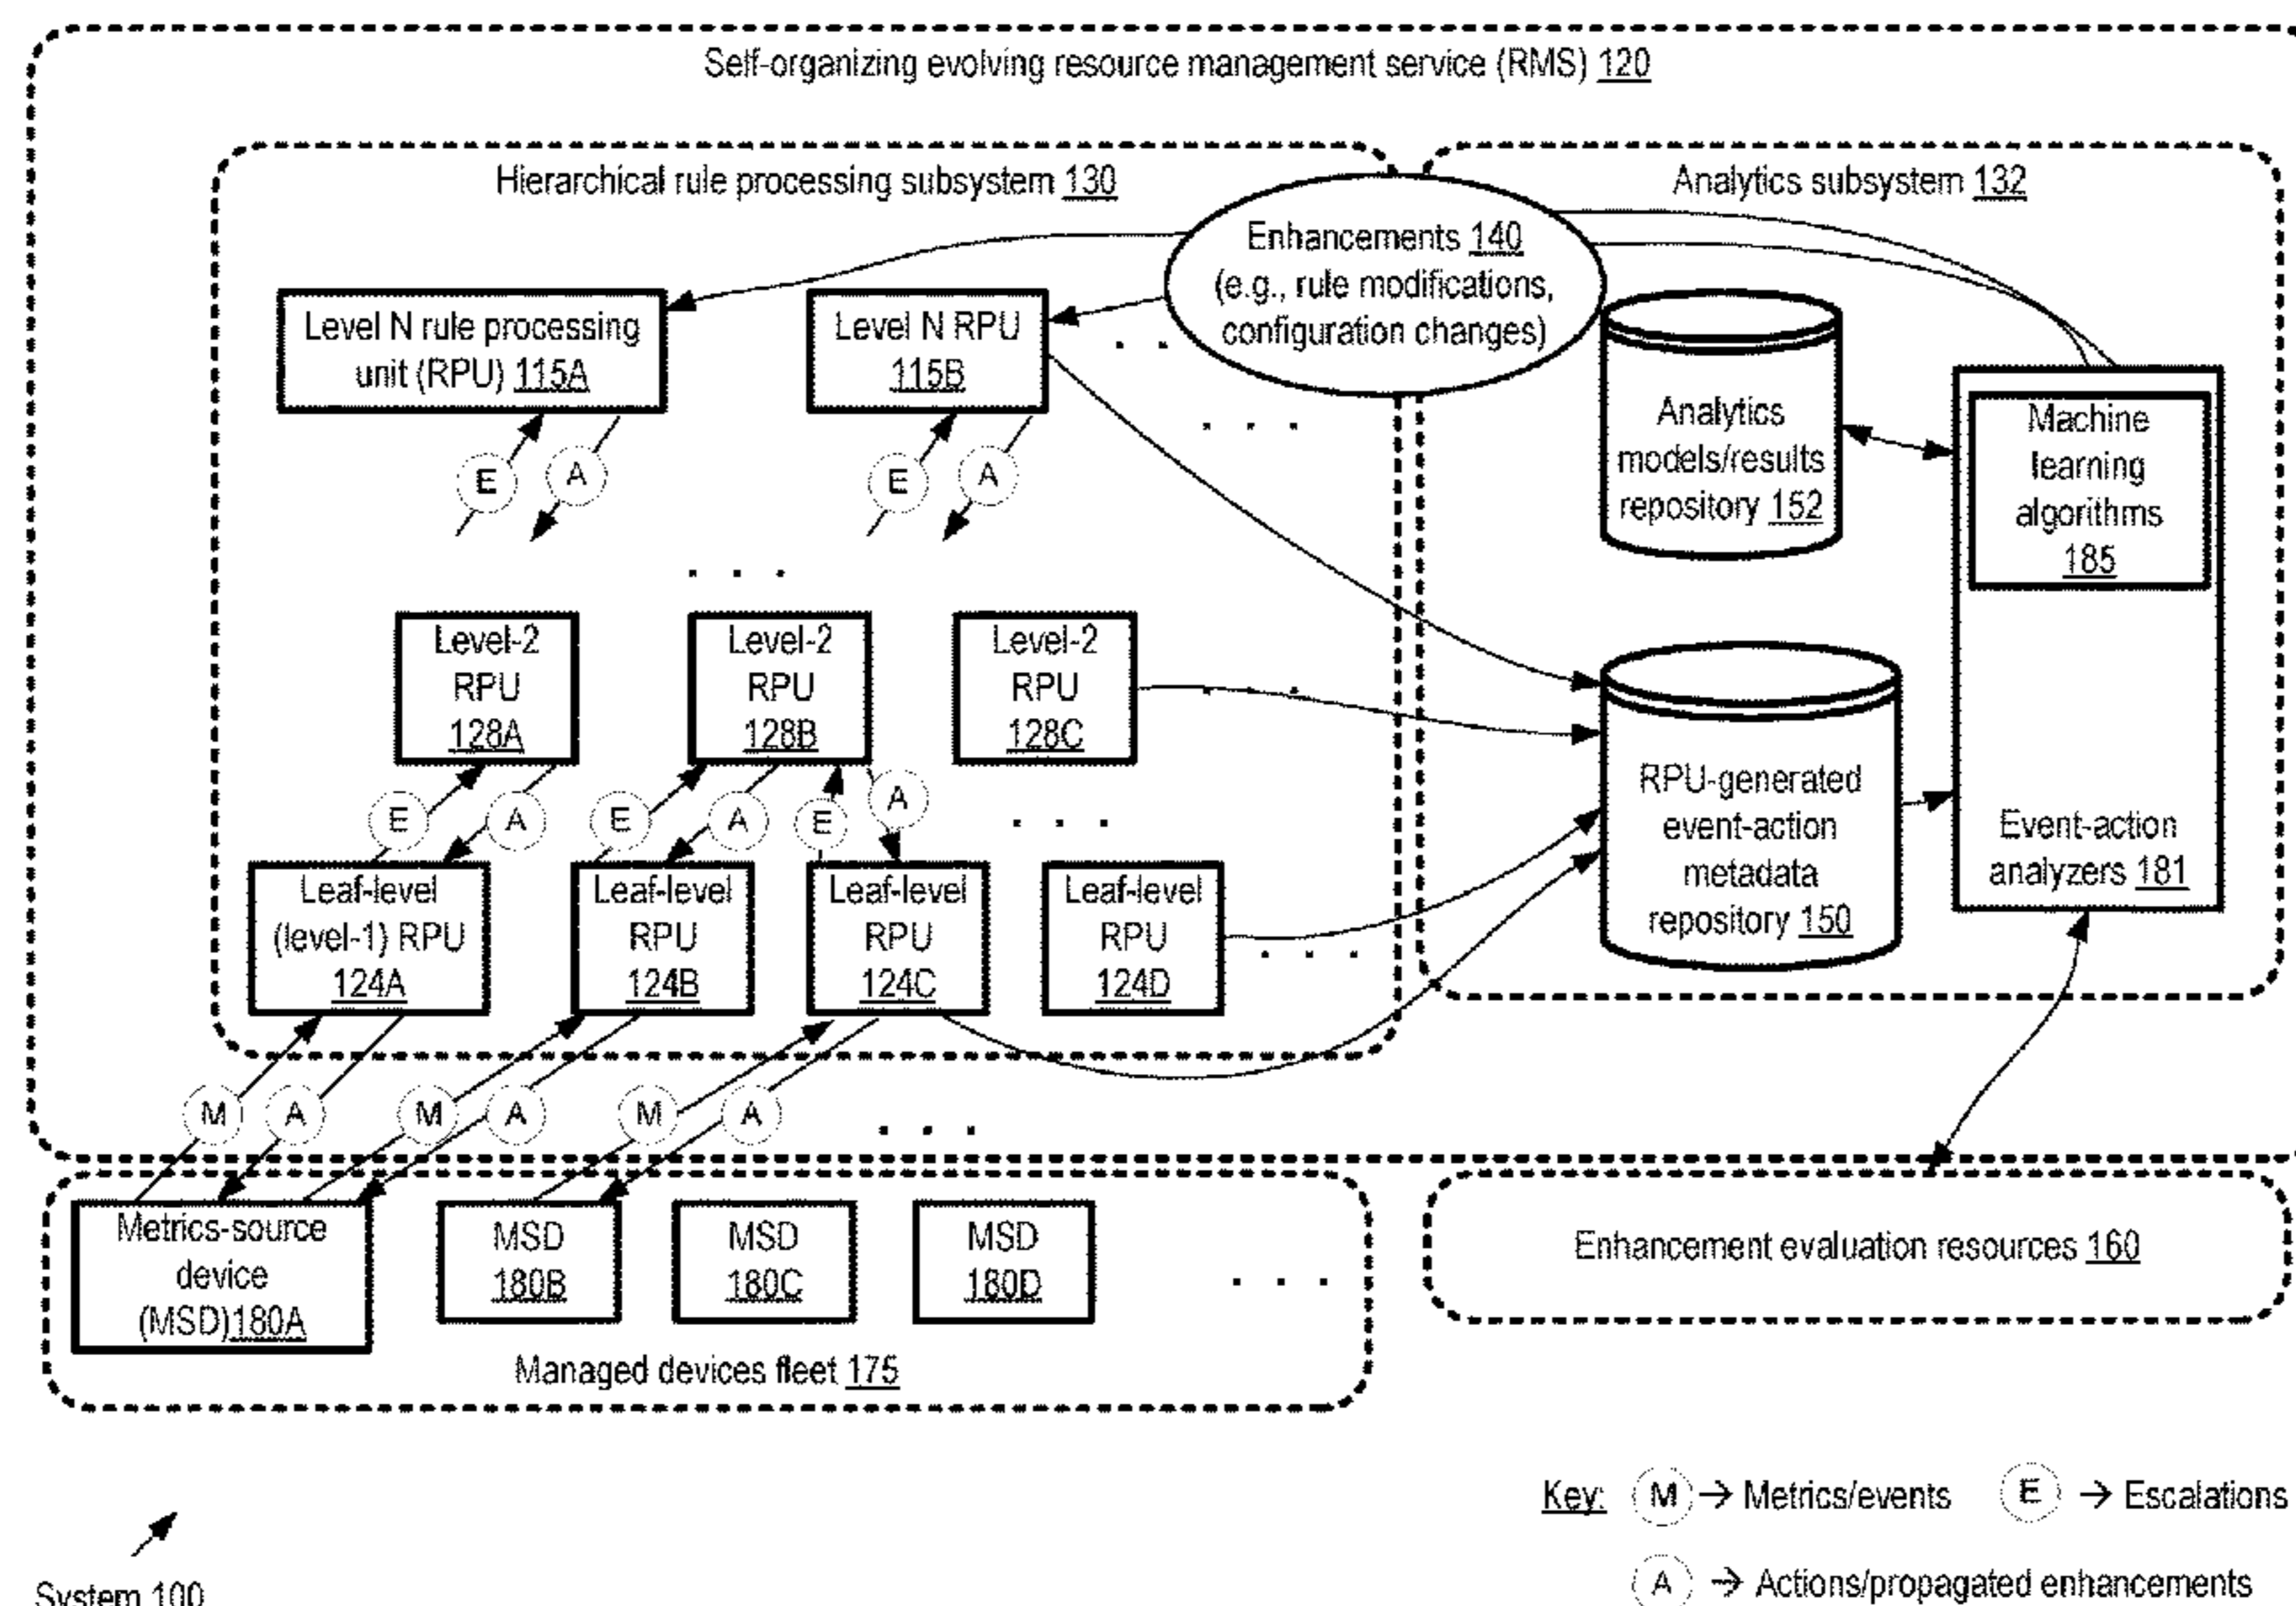 Self-organizing evolving resource management service (RMS) 120
Hierarchical rule processing subsystem 130
Analytics subsystem 132
Enhancements 140
(e.g., rule modifications,
configuration changes)
Level N rule processing
unit (RPU) 115A
Level N RPU
115B
. . .
. . .
E
A
E
A
Analytics
models/results
repository 152
Machine
learning
algorithms
185
. . .
Level-2
RPU
128A
Level-2
RPU
128B
Level-2
RPU
128C
. . .
E
A
E
A
E
A
. . .
RPU-generated
event-action
metadata
repository 150
Event-action
analyzers 181
Leaf-level
(level-1) RPU
124A
Leaf-level
RPU
124B
Leaf-level
RPU
124C
Leaf-level
RPU
124D
. . .
M
A
M
A
M
A
. . .
Metrics-source
device
(MSD)180A
MSD
180B
MSD
180C
MSD
180D
. . .
Managed devices fleet 175
Enhancement evaluation resources 160
Key: M → Metrics/events E → Escalations
A → Actions/propagated enhancements
System 100